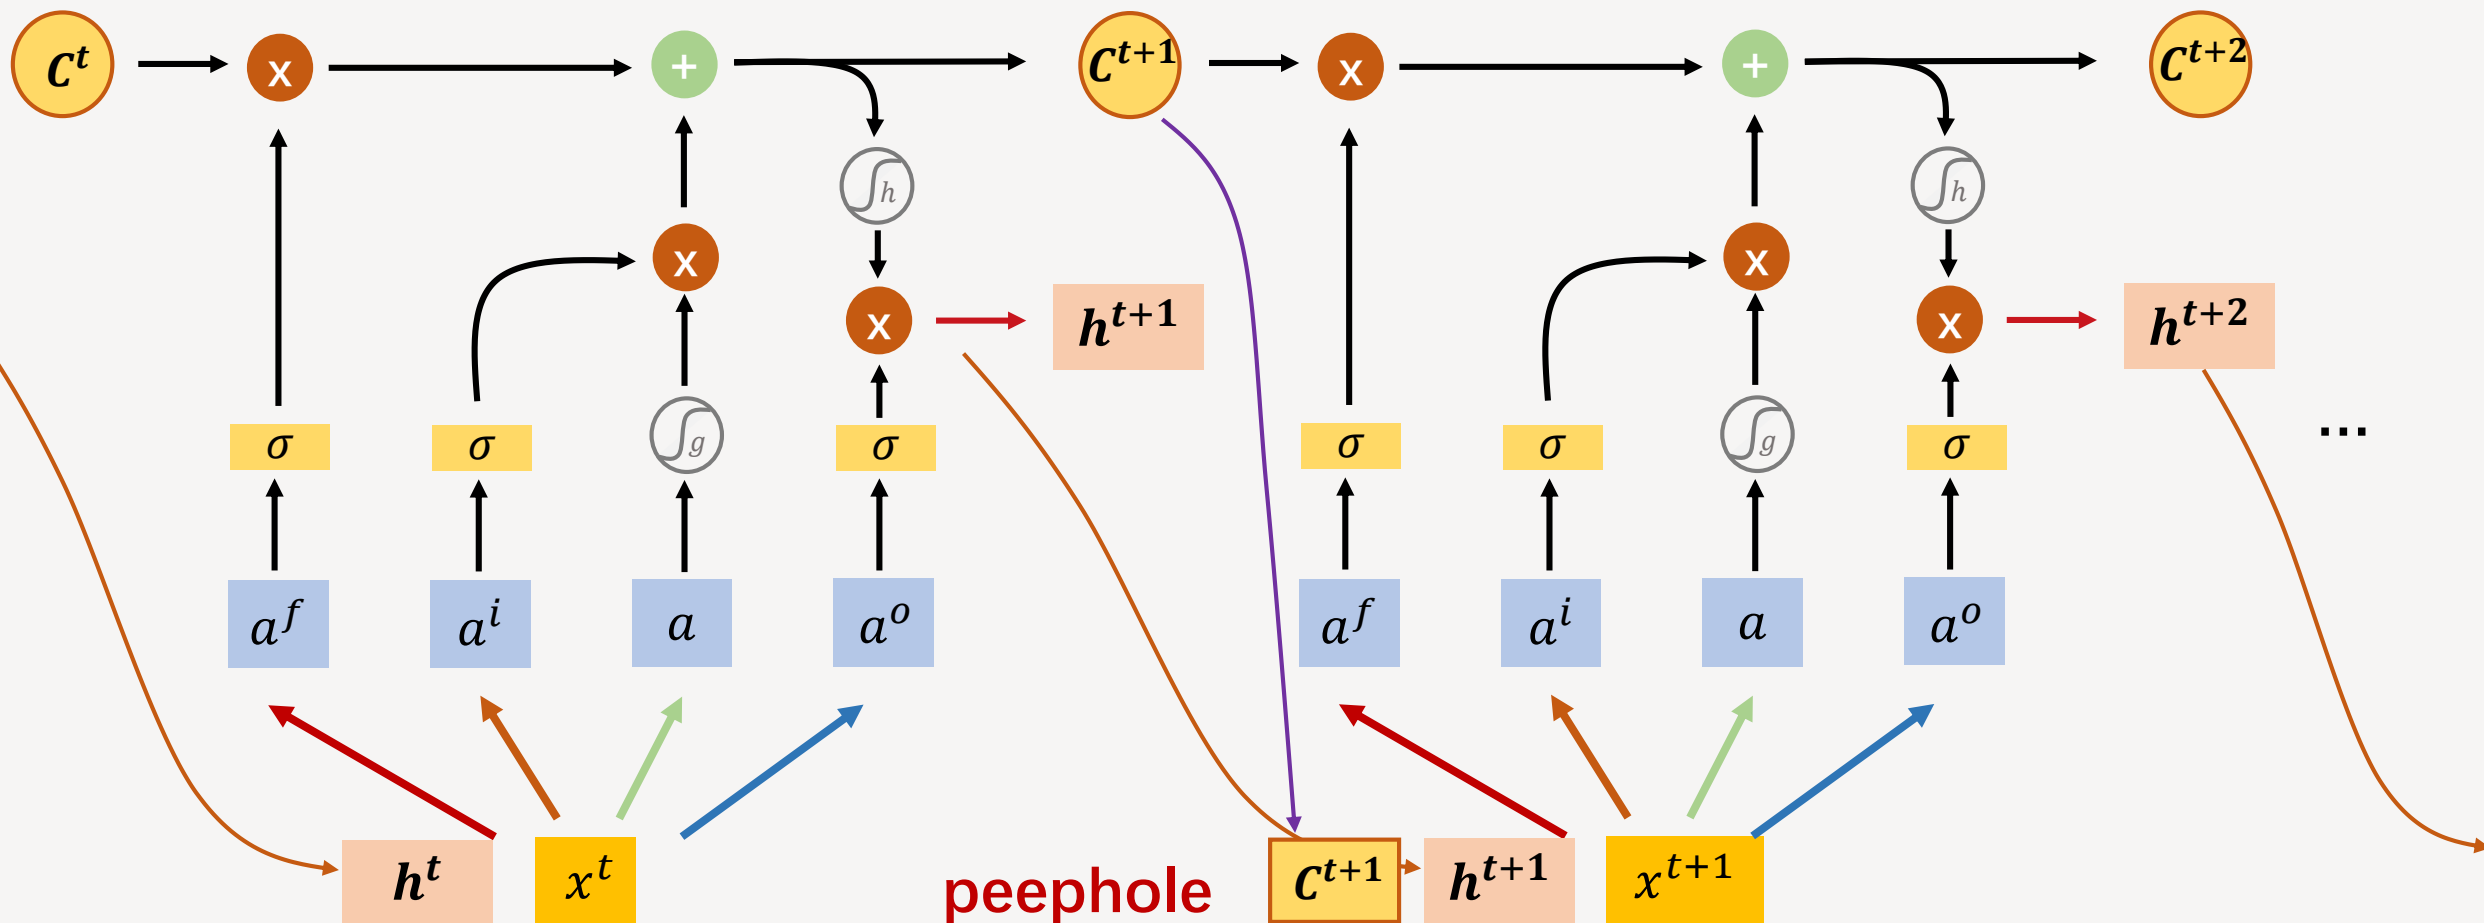 C^t x + C^{t+1} x + C^{t+2}
h h
x x
x h^{t+1} x h^{t+2}
σ σ g σ σ σ g σ ...
a^f a^i a a^o a^f a^i a a^o
h^t x^t peephole C^{t+1} h^{t+1} x^{t+1}